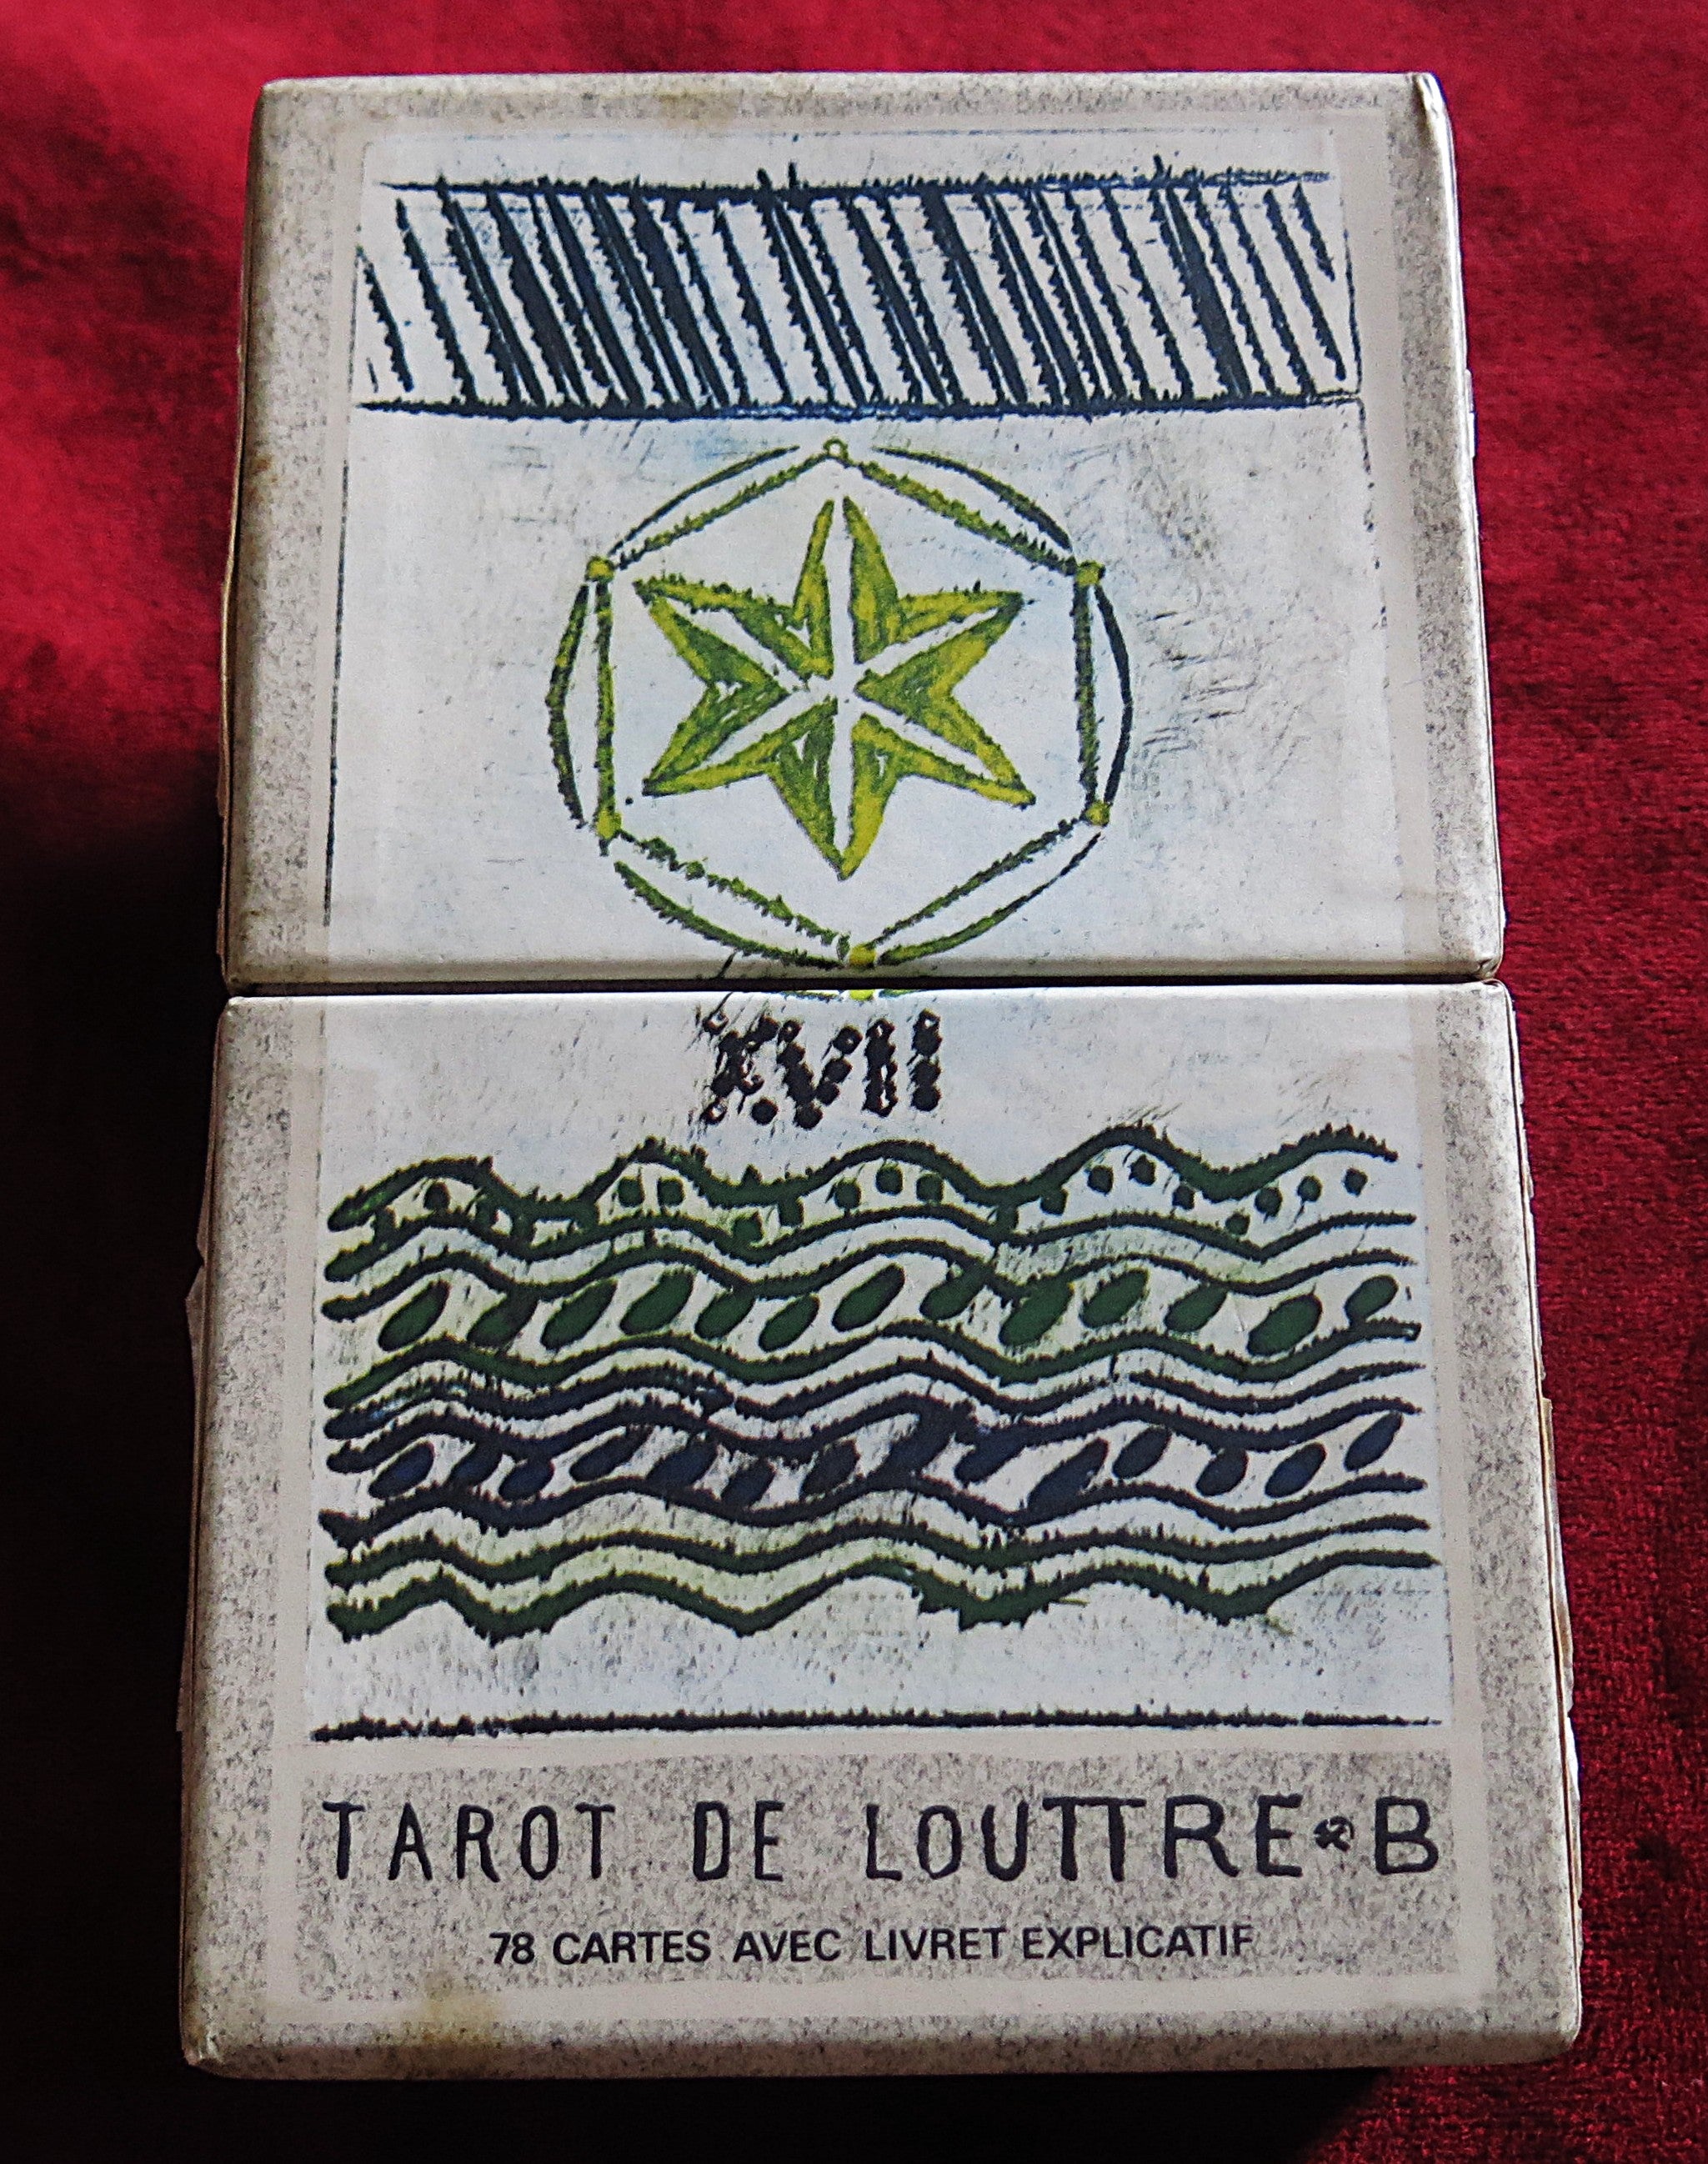 XVII
TAROT DE LOUTTRE•B
78 CARTES AVEC LIVRET EXPLICATIF